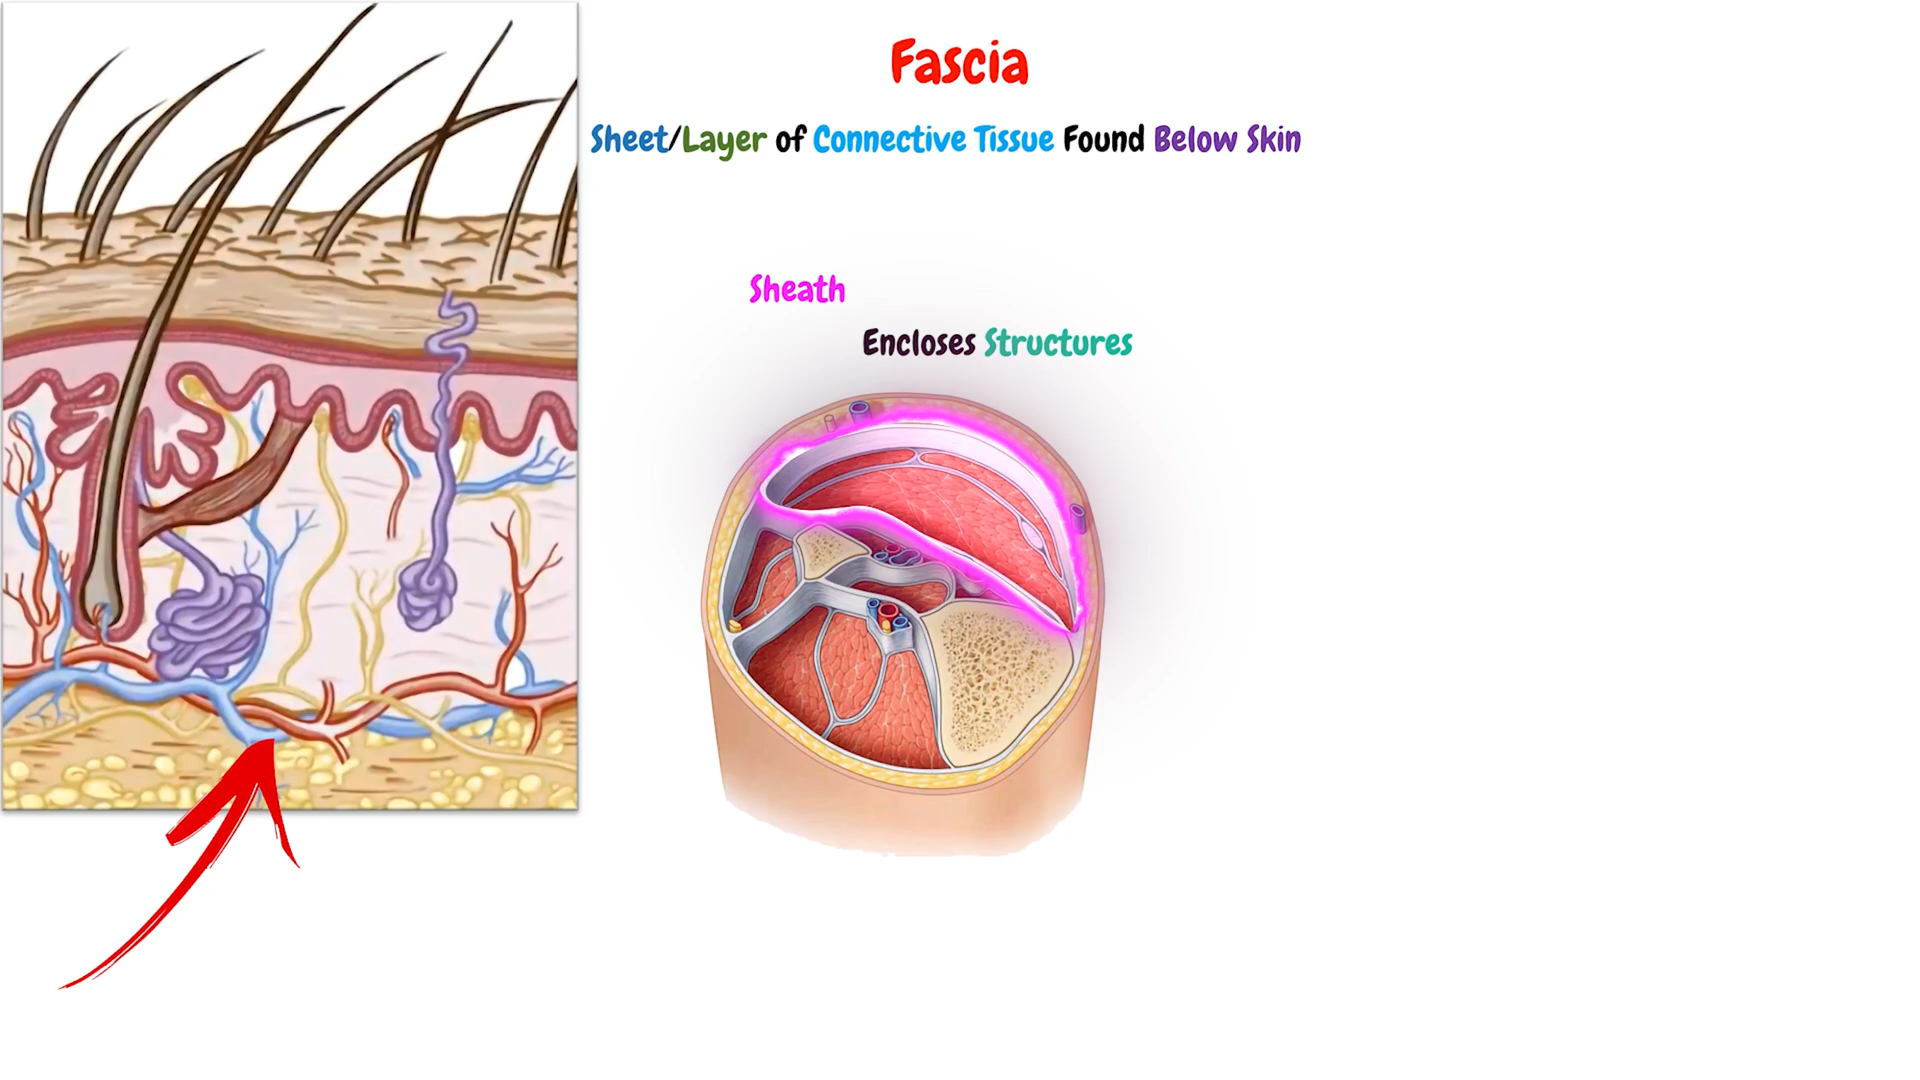 Fascia
Sheet/Layer of Connective Tissue Found Below Skin
Sheath
Encloses Structures